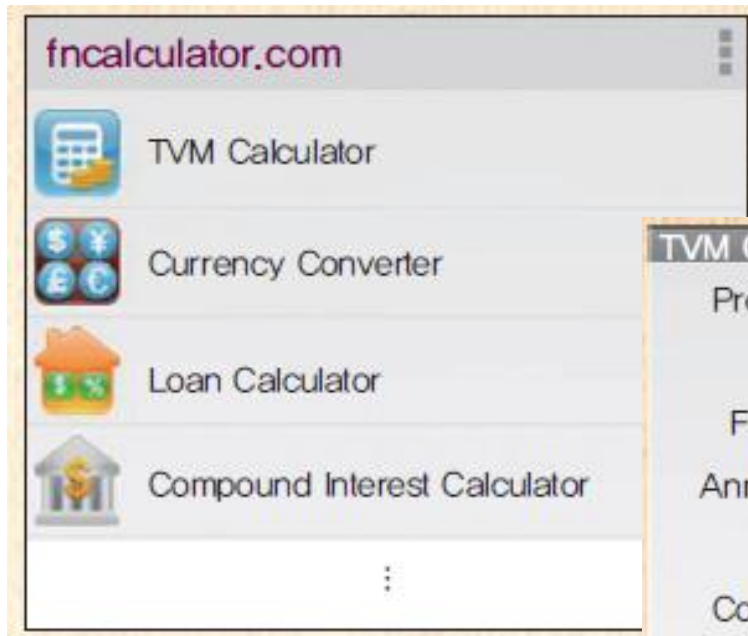 fncalculator.com
TVM Calculator
Currency Converter
Loan Calculator
Compound Interest Calculator
TVM